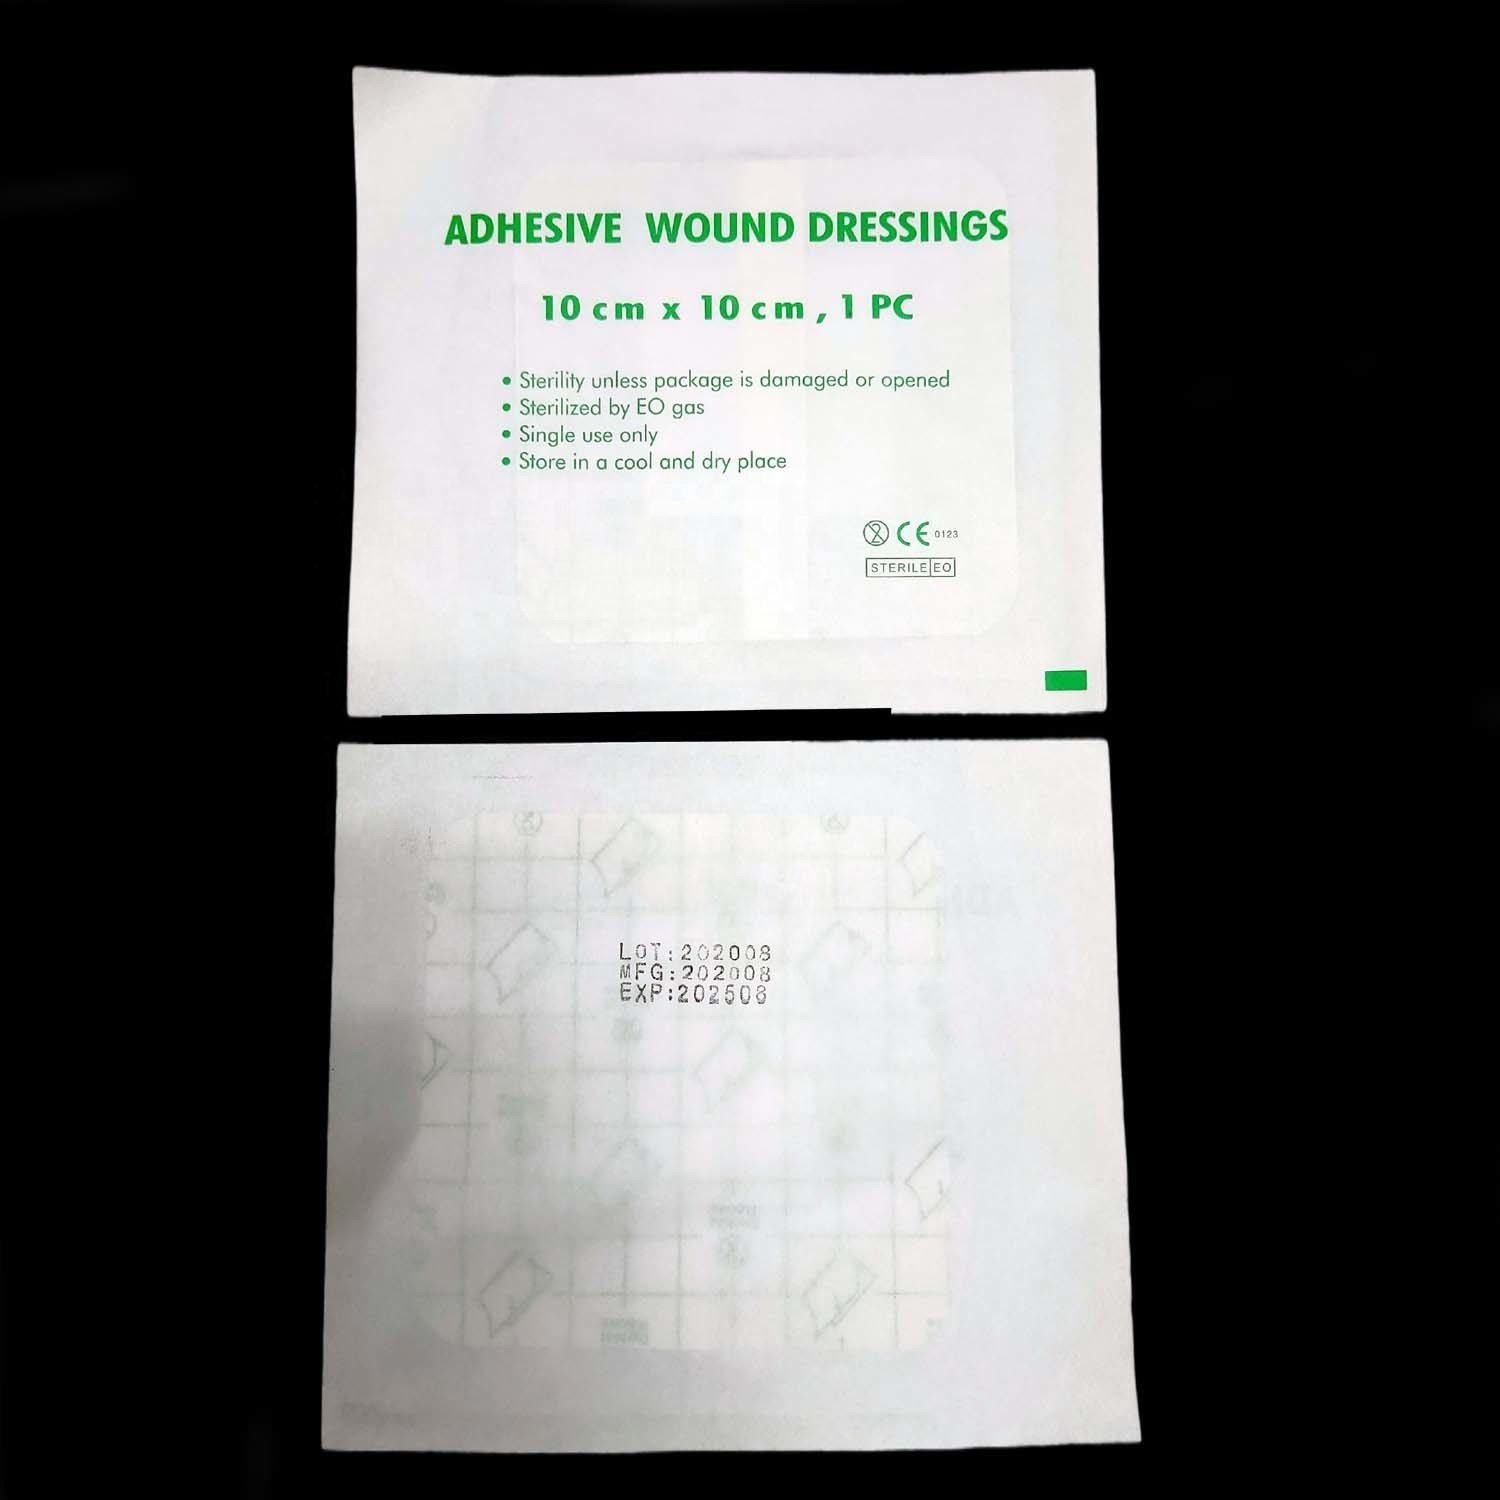 ADHESIVE WOUND DRESSINGS
10 cm x 10 cm, 1 PC
• Sterility unless package is damaged or opened
• Sterilized by EO gas
• Single use only
• Store in a cool and dry place
2 CE 0123
STERILE EO
LOT:202008
MFG:202008
EXP:202508